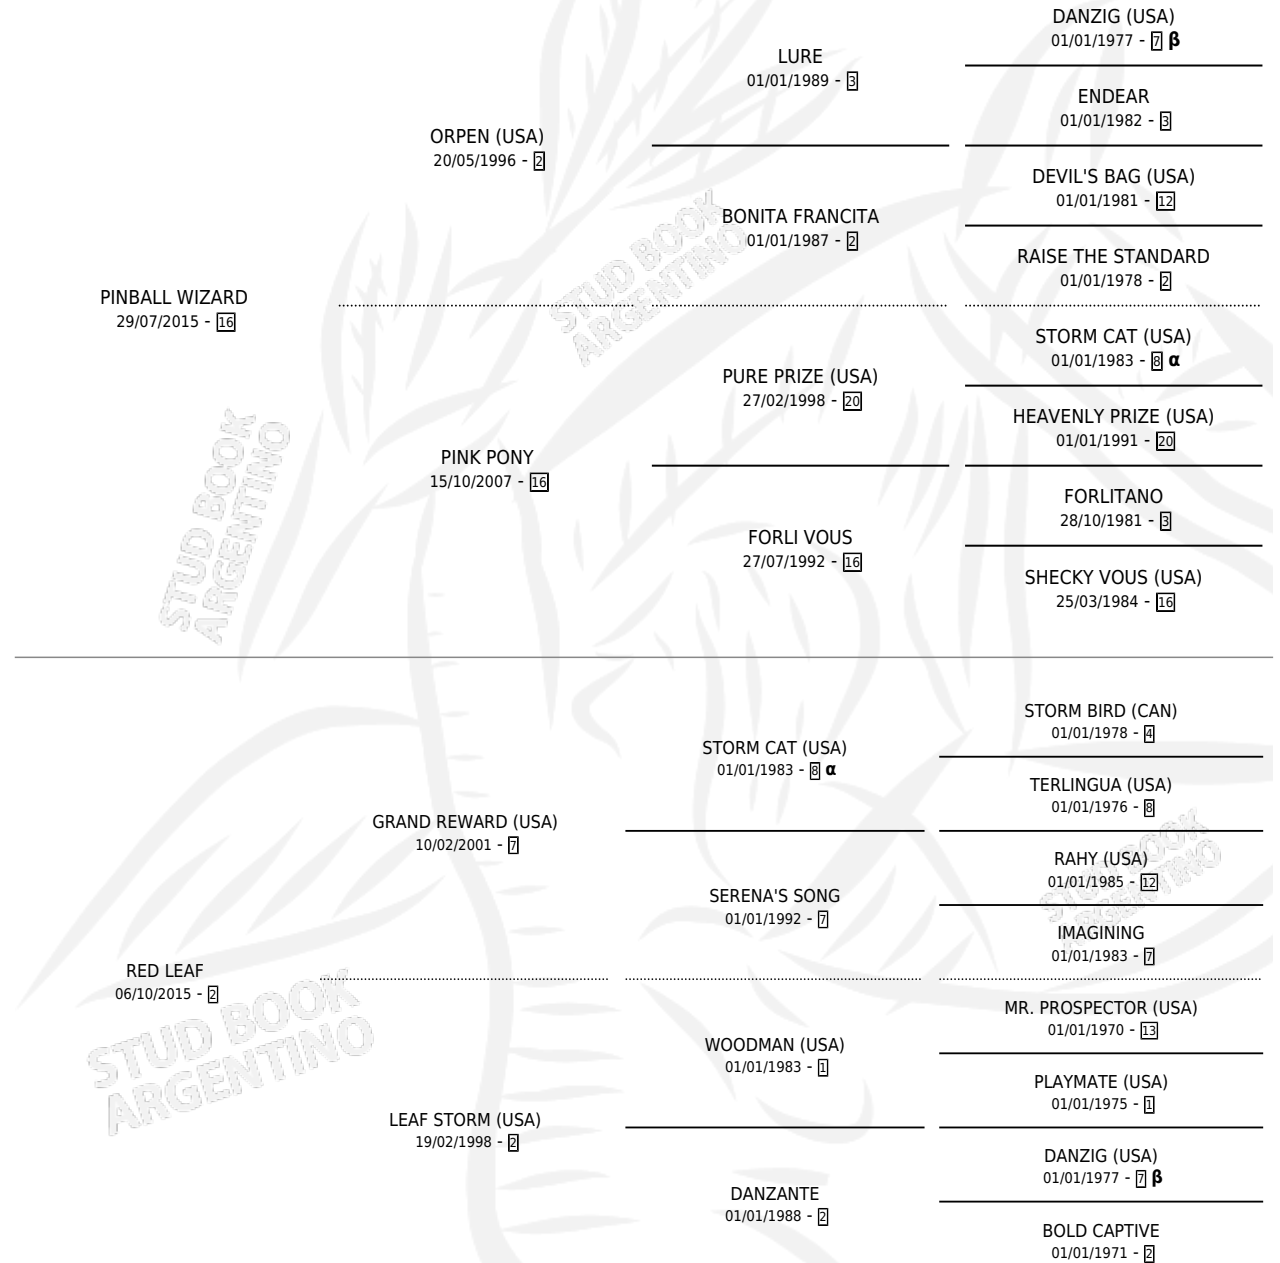 DANZIG (USA)
01/01/1977 - 7 β
LURE
01/01/1989 - 3
ENDEAR
01/01/1982 - 3
ORPEN (USA)
20/05/1996 - 2
DEVIL'S BAG (USA)
01/01/1981 - 12
BONITA FRANCITA
01/01/1987 - 2
RAISE THE STANDARD
01/01/1978 - 2
PINBALL WIZARD
29/07/2015 - 16
STORM CAT (USA)
01/01/1983 - 8 α
PURE PRIZE (USA)
27/02/1998 - 20
HEAVENLY PRIZE (USA)
01/01/1991 - 20
PINK PONY
15/10/2007 - 16
FORLITANO
28/10/1981 - 3
FORLI VOUS
27/07/1992 - 16
SHECKY VOUS (USA)
25/03/1984 - 16
STORM BIRD (CAN)
01/01/1978 - 4
STORM CAT (USA)
01/01/1983 - 8 α
TERLINGUA (USA)
01/01/1976 - 8
GRAND REWARD (USA)
10/02/2001 - 7
RAHY (USA)
01/01/1985 - 12
SERENA'S SONG
01/01/1992 - 7
IMAGINING
01/01/1983 - 7
RED LEAF
06/10/2015 - 2
MR. PROSPECTOR (USA)
01/01/1970 - 13
WOODMAN (USA)
01/01/1983 - 1
PLAYMATE (USA)
01/01/1975 - 1
LEAF STORM (USA)
19/02/1998 - 2
DANZIG (USA)
01/01/1977 - 7 β
DANZANTE
01/01/1988 - 2
BOLD CAPTIVE
01/01/1971 - 2
STUD BOOK
ARGENTINO
STUD BOOK
ARGENTINO
STUD BOOK
ARGENTINO
STUD BOOK
ARGENTINO